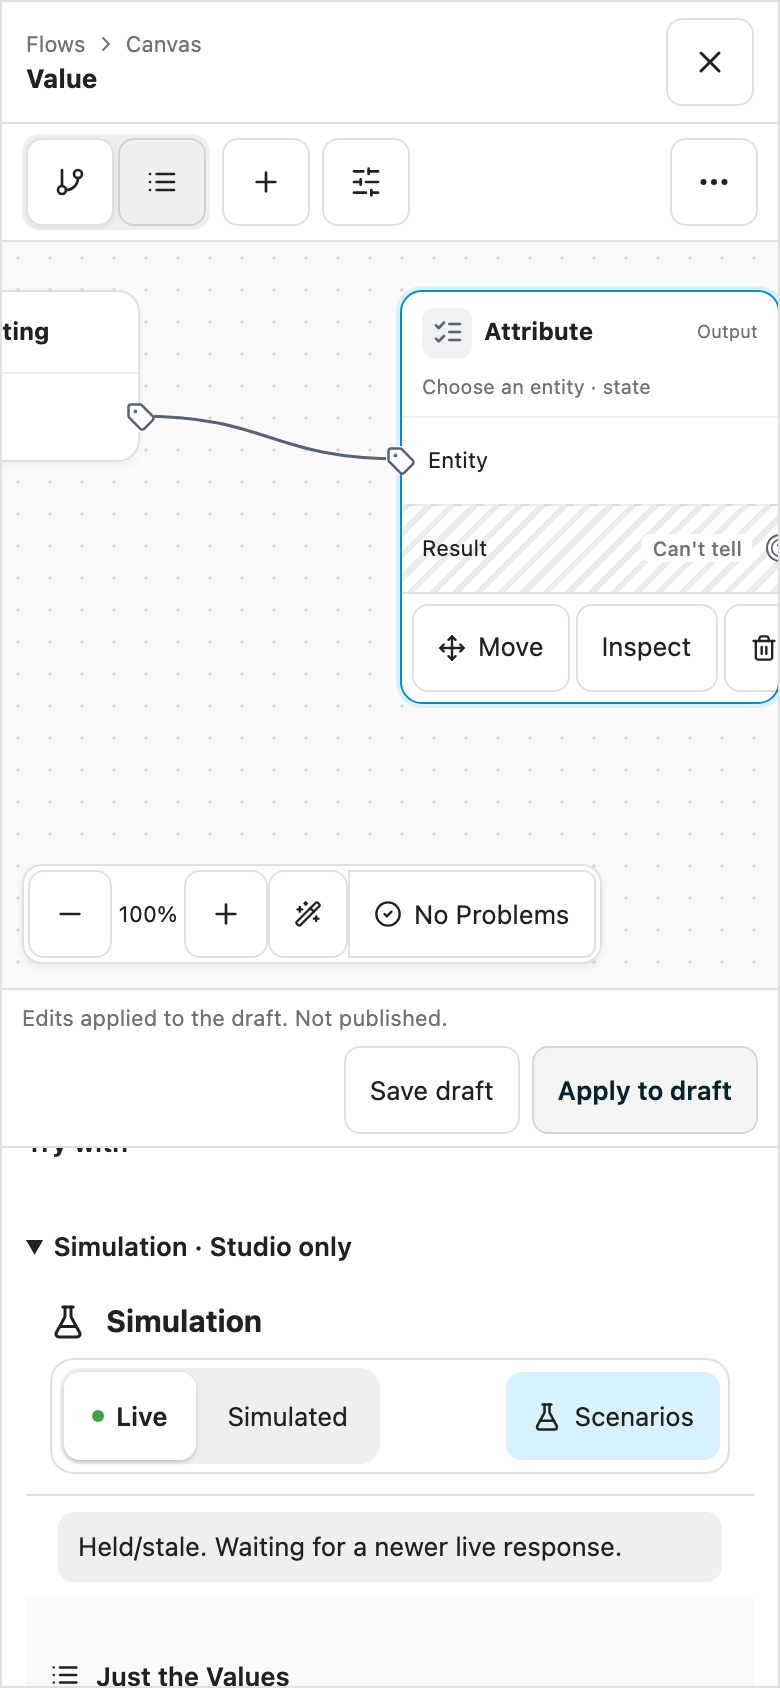 Flows > Canvas
Value
ting
Attribute
Output
Choose an entity · state
Entity
Result
Can't tell
Move
Inspect
100%
No Problems
Edits applied to the draft. Not published.
Save draft
Apply to draft
Try with
Simulation · Studio only
Simulation
Live
Simulated
Scenarios
Held/stale. Waiting for a newer live response.
Just the Values